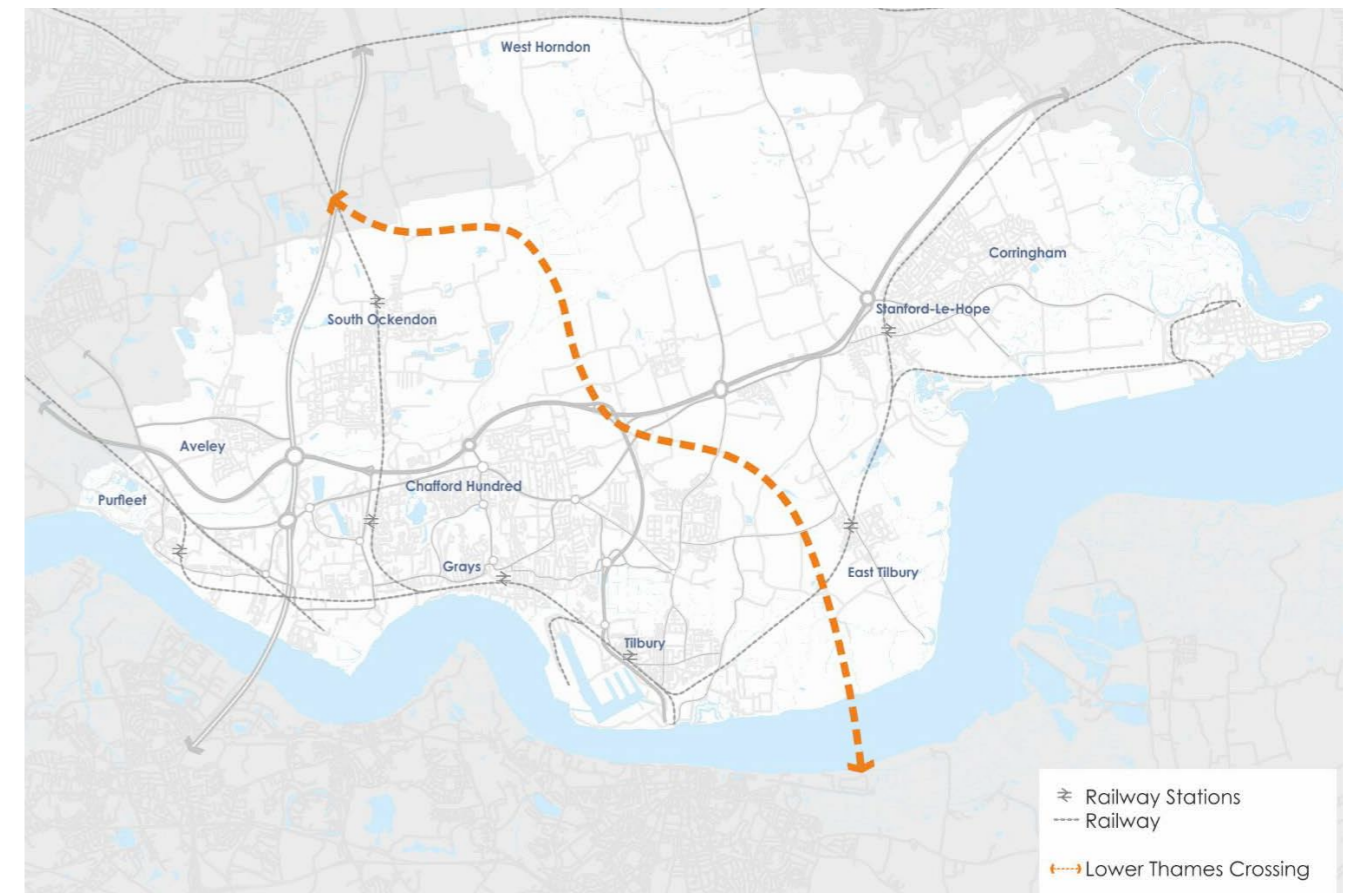 West Horndon
Corringham
Stanford-Le-Hope
South Ockendon
Aveley
Chafford Hundred
Purfleet
Grays
East Tilbury
Tilbury
Railway Stations
Railway
Lower Thames Crossing